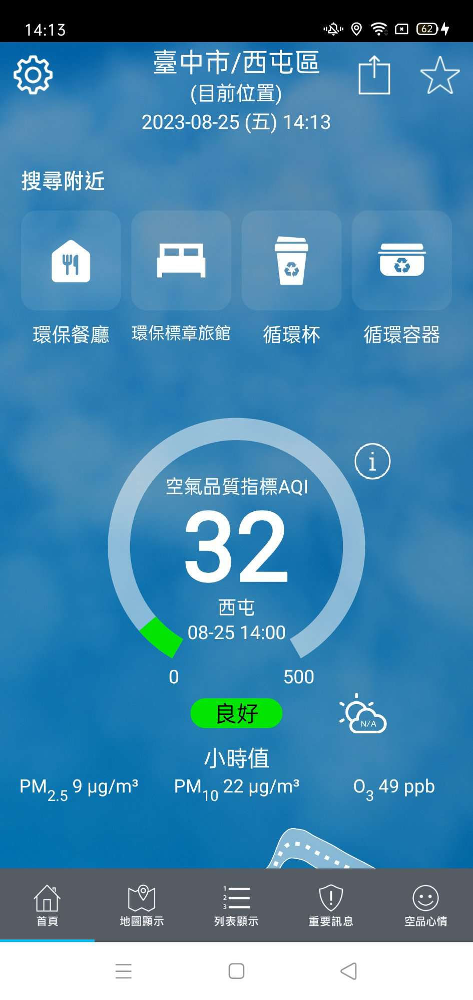 14:13
62
臺中市/西屯區
(目前位置)
2023-08-25 (五) 14:13
搜尋附近
環保餐廳 環保標章旅館 循環杯 循環容器
i
空氣品質指標AQI
32
西屯
08-25 14:00
0 500
良好
N/A
小時值
PM2.5 9 μg/m³ PM10 22 μg/m³ O3 49 ppb
1
2
3
首頁 地圖顯示 列表顯示 重要訊息 空品心情